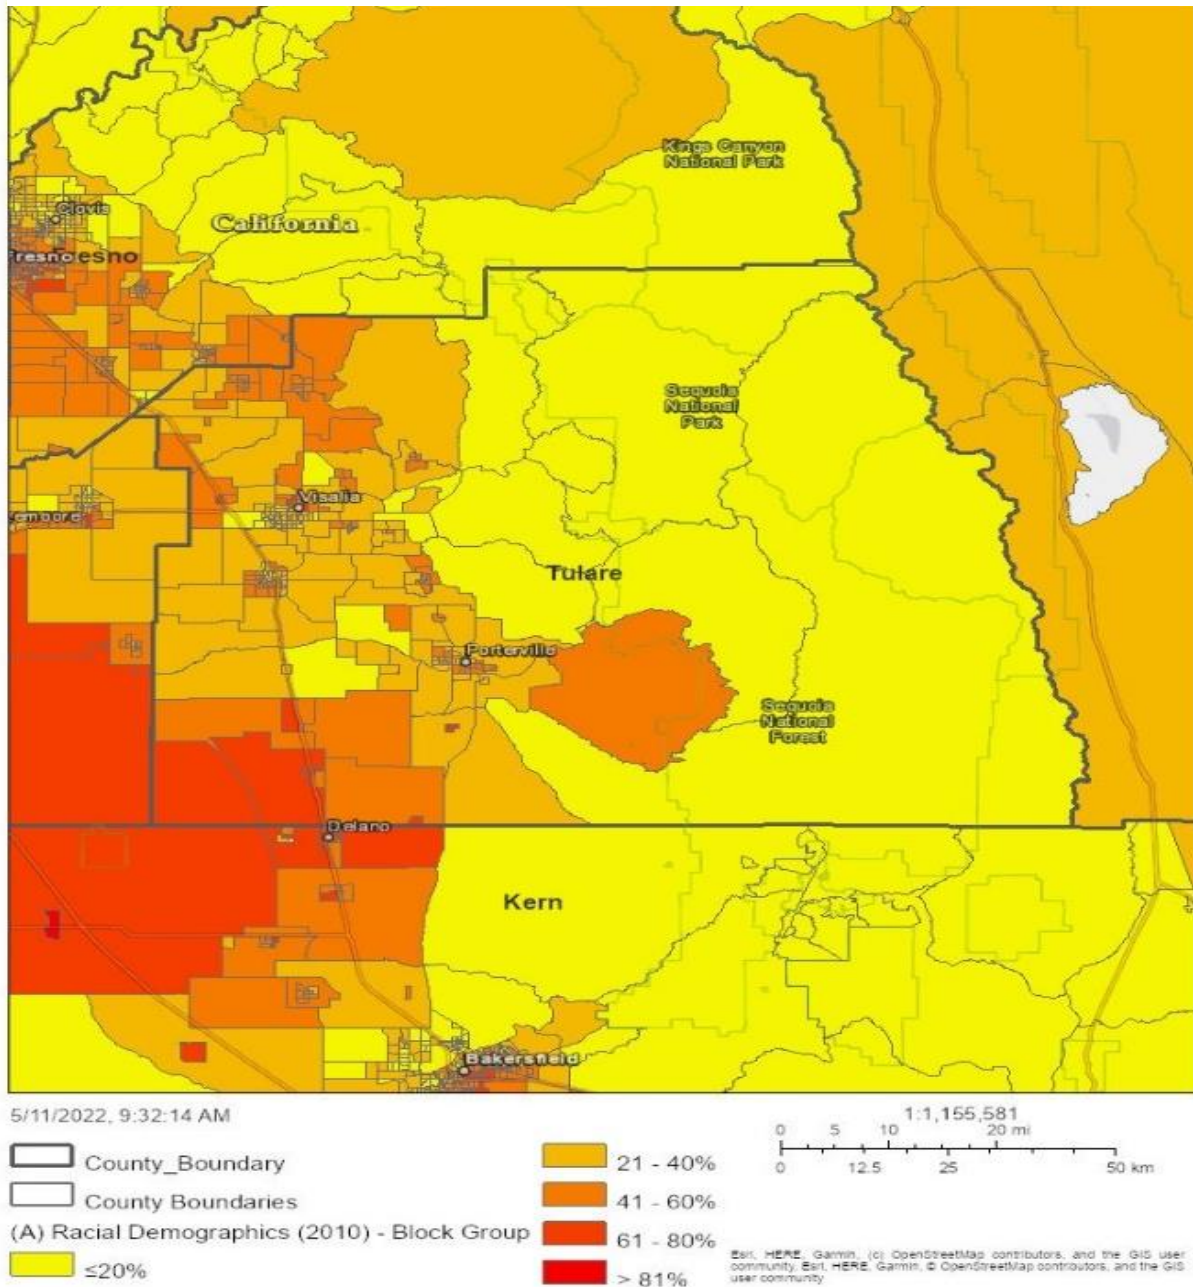 Kings Canyon
National Park
Clovis
California
Fresno
Sequoia
National
Park
Visalia
Tulare
Porterville
Sequoia
National
Forest
Delano
Kern
Bakersfield
5/11/2022, 9:32:14 AM
1:1,155,581
0 5 10 20 mi
0 12.5 25 50 km
County_Boundary
County Boundaries
(A) Racial Demographics (2010) - Block Group
≤20%
21 - 40%
41 - 60%
61 - 80%
> 81%
Esri, HERE, Garmin, (c) OpenStreetMap contributors, and the GIS user
community, Esri, HERE, Garmin, © OpenStreetMap contributors, and the GIS
user community